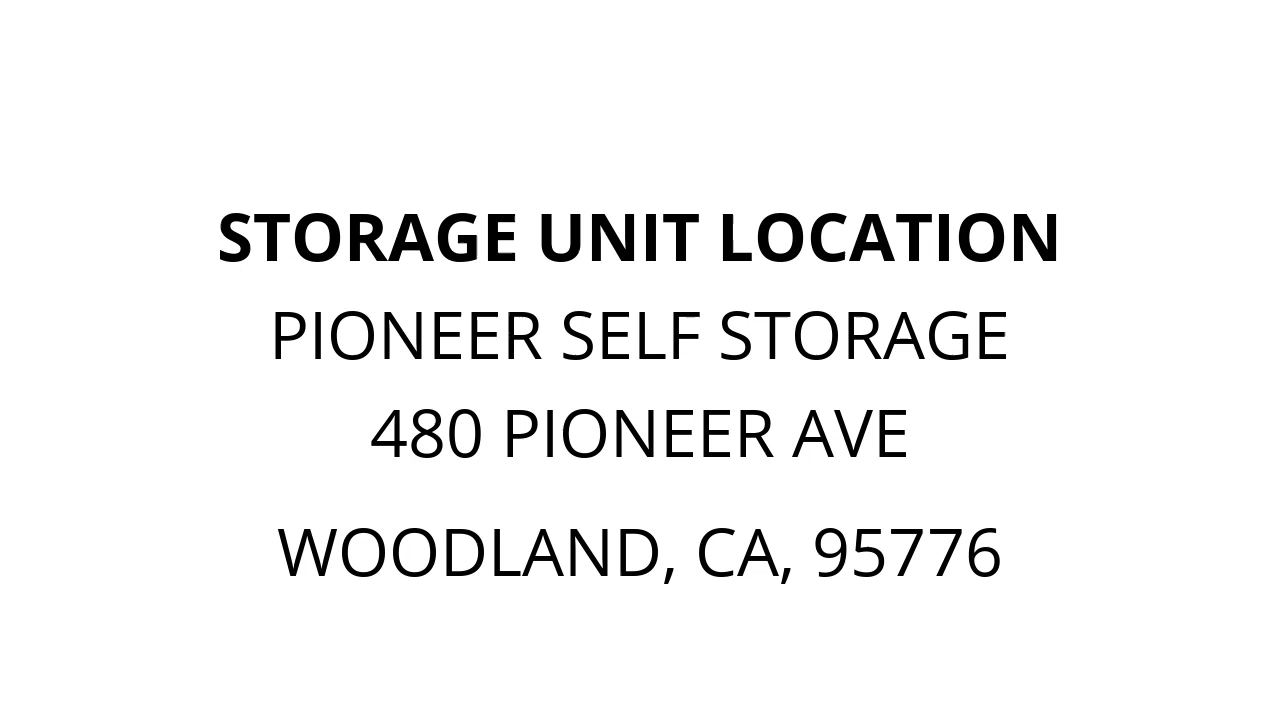 STORAGE UNIT LOCATION
PIONEER SELF STORAGE
480 PIONEER AVE
WOODLAND, CA, 95776